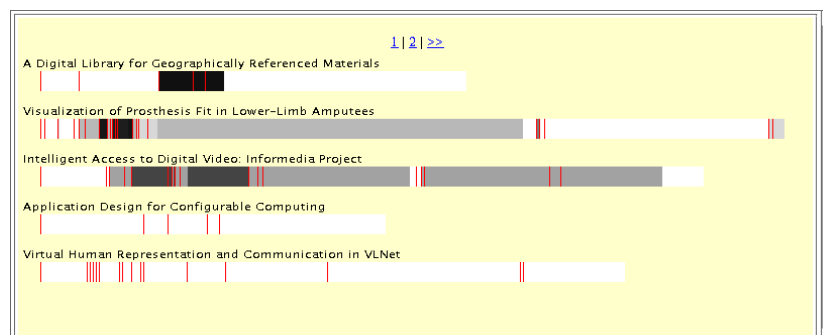 1 | 2 | >>
A Digital Library for Geographically Referenced Materials
Visualization of Prosthesis Fit in Lower-Limb Amputees
Intelligent Access to Digital Video: Informedia Project
Application Design for Configurable Computing
Virtual Human Representation and Communication in VLNet